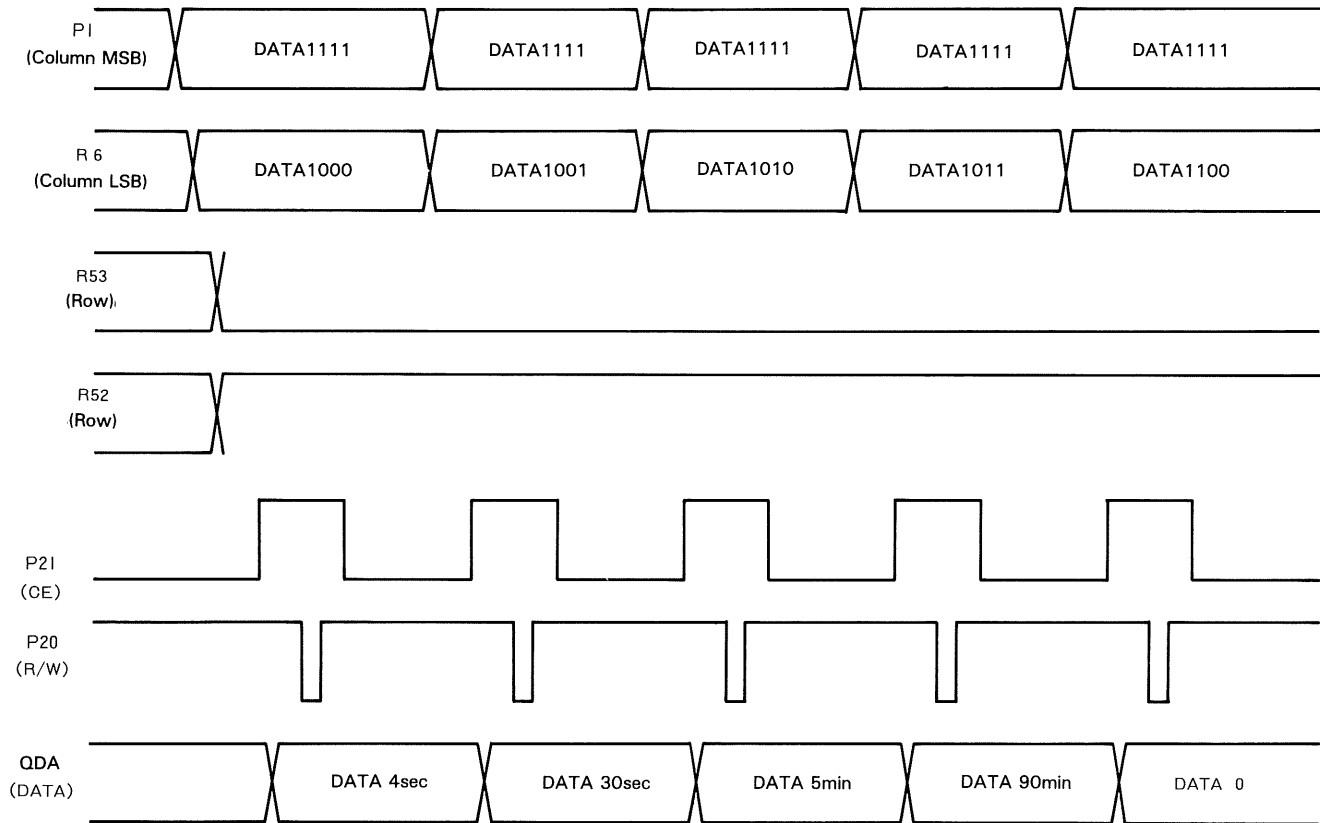 P1
(Column MSB)
DATA1111 DATA1111 DATA1111 DATA1111 DATA1111
R6
(Column LSB)
DATA1000 DATA1001 DATA1010 DATA1011 DATA1100
R53
(Row)
R52
(Row)
P21
(CE)
P20
(R/W)
QDA
(DATA)
DATA 4sec DATA 30sec DATA 5min DATA 90min DATA 0